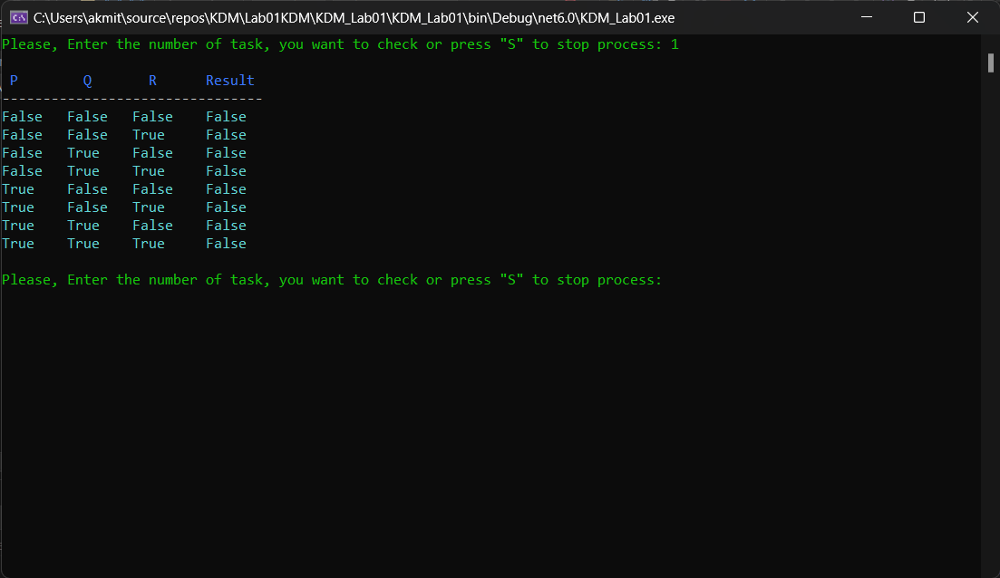 C:\Users\akmit\source\repos\KDM\Lab01KDM\KDM_Lab01\KDM_Lab01\bin\Debug\net6.0\KDM_Lab01.exe
Please, Enter the number of task, you want to check or press "S" to stop process: 1
P Q R Result
--------------------------------
False False False False
False False True False
False True False False
False True True False
True False False False
True False True False
True True False False
True True True False
Please, Enter the number of task, you want to check or press "S" to stop process: